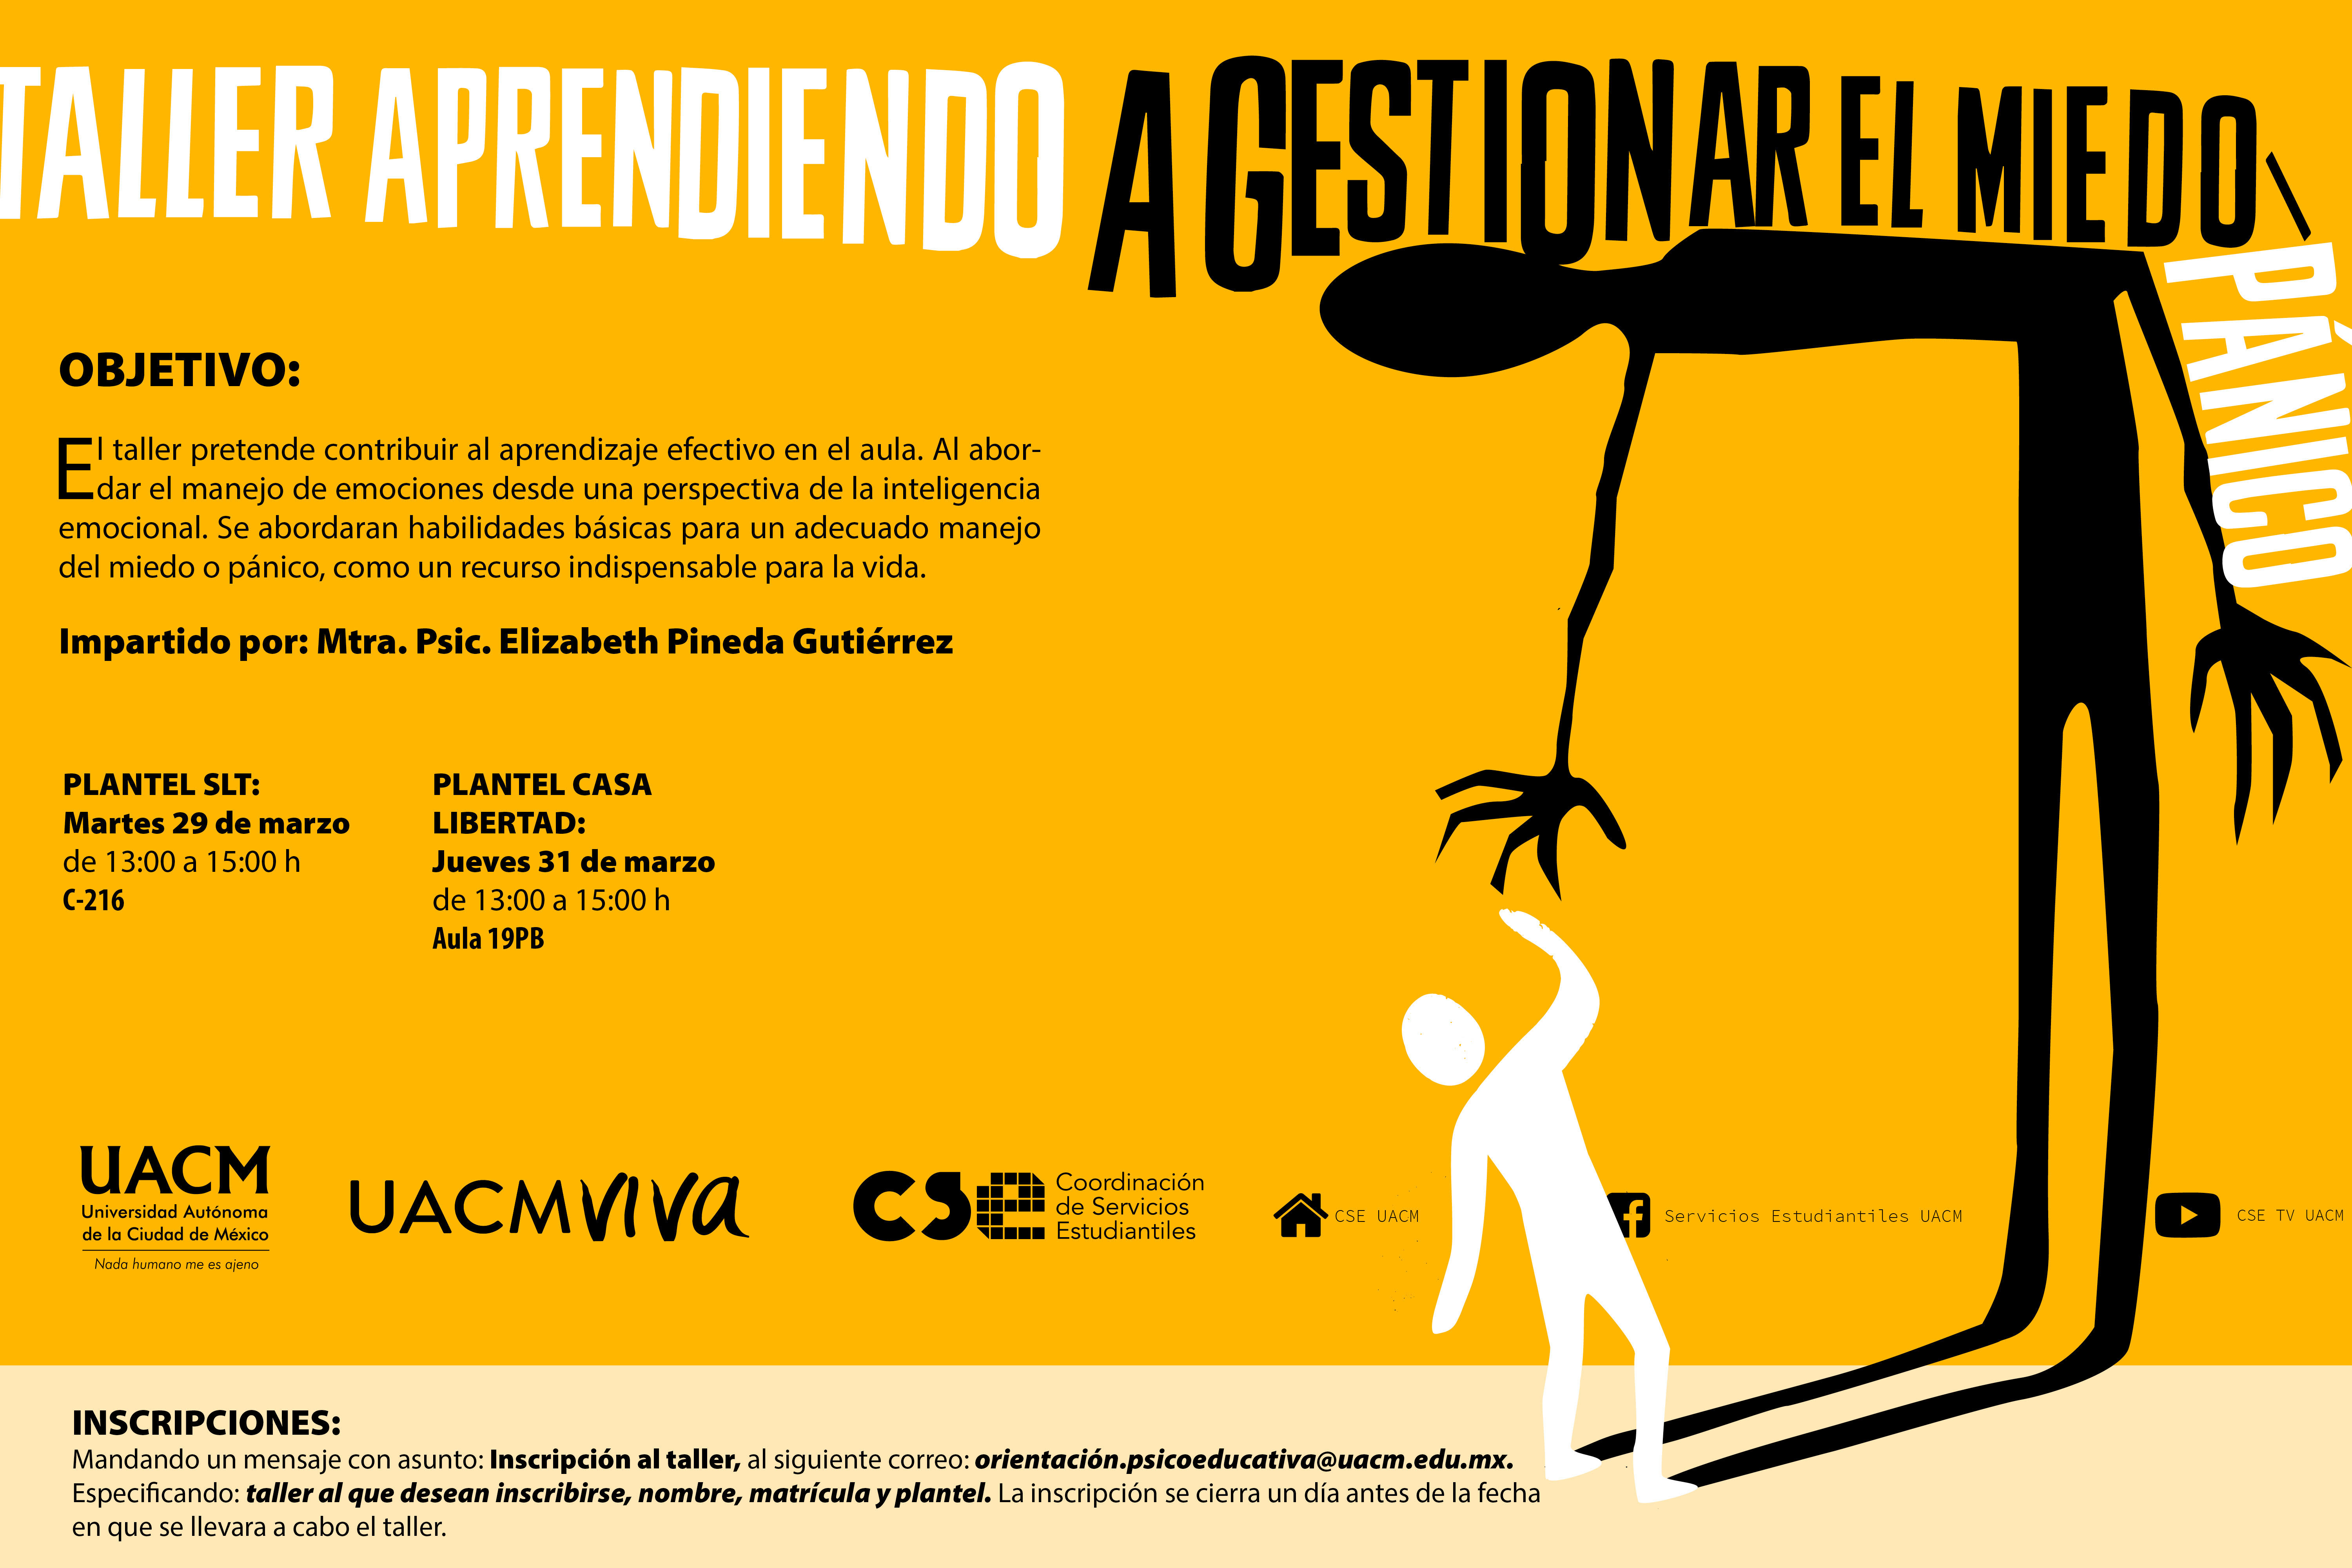 TALLER APRENDIENDO A GESTIONAR EL MIEDO/
PÁNICO
OBJETIVO:
El taller pretende contribuir al aprendizaje efectivo en el aula. Al abor-
dar el manejo de emociones desde una perspectiva de la inteligencia
emocional. Se abordaran habilidades básicas para un adecuado manejo
del miedo o pánico, como un recurso indispensable para la vida.
Impartido por: Mtra. Psic. Elizabeth Pineda Gutiérrez
PLANTEL SLT:
Martes 29 de marzo
de 13:00 a 15:00 h
C-216
PLANTEL CASA
LIBERTAD:
Jueves 31 de marzo
de 13:00 a 15:00 h
Aula 19PB
UACM
Universidad Autónoma
de la Ciudad de México
Nada humano me es ajeno
UACMVIVA
CSe
Coordinación
de Servicios
Estudiantiles
CSE UACM
Servicios Estudiantiles UACM
CSE TV UACM
INSCRIPCIONES:
Mandando un mensaje con asunto: Inscripción al taller, al siguiente correo: orientación.psicoeducativa@uacm.edu.mx.
Especificando: taller al que desean inscribirse, nombre, matrícula y plantel. La inscripción se cierra un día antes de la fecha
en que se llevara a cabo el taller.